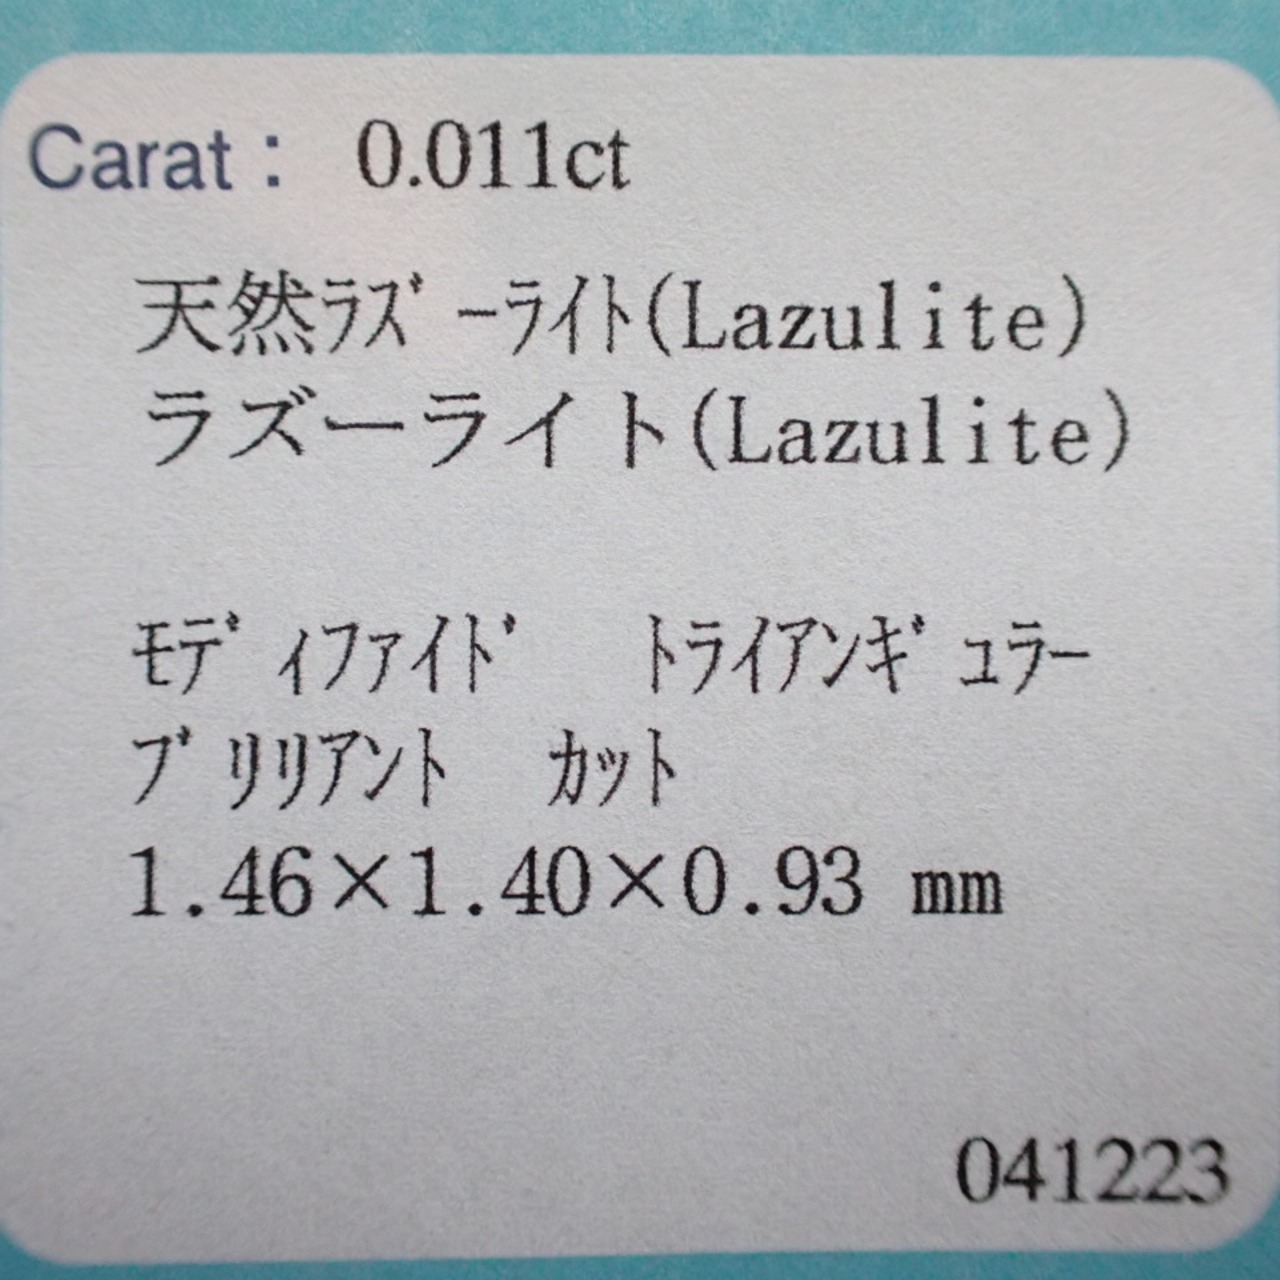 Carat : 0.011ct
天然ﾗｽﾞｰﾗｲﾄ(Lazulite)
ラズーライト(Lazulite)
ﾓﾃﾞｨﾌｧｲﾄﾞ ﾄﾗｲｱﾝｷﾞｭﾗｰ
ﾌﾞﾘﾘｱﾝﾄ ｶｯﾄ
1.46×1.40×0.93 mm
041223